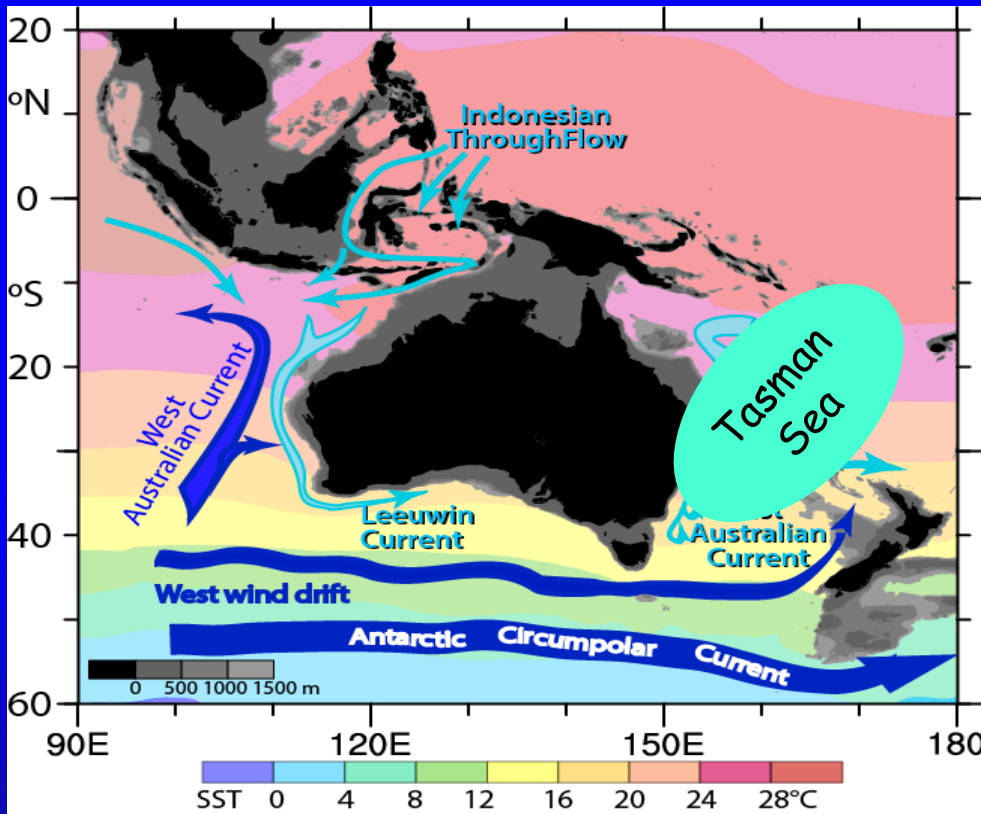 20
ºN
Indonesian
ThroughFlow
0
ºS
20
West
Australian Current
Tasman
Sea
Leeuwin
Current
Australian
Current
40
West wind drift
Antarctic Circumpolar Current
0 500 1000 1500 m
60
90E 120E 150E 180
SST 0 4 8 12 16 20 24 28°C